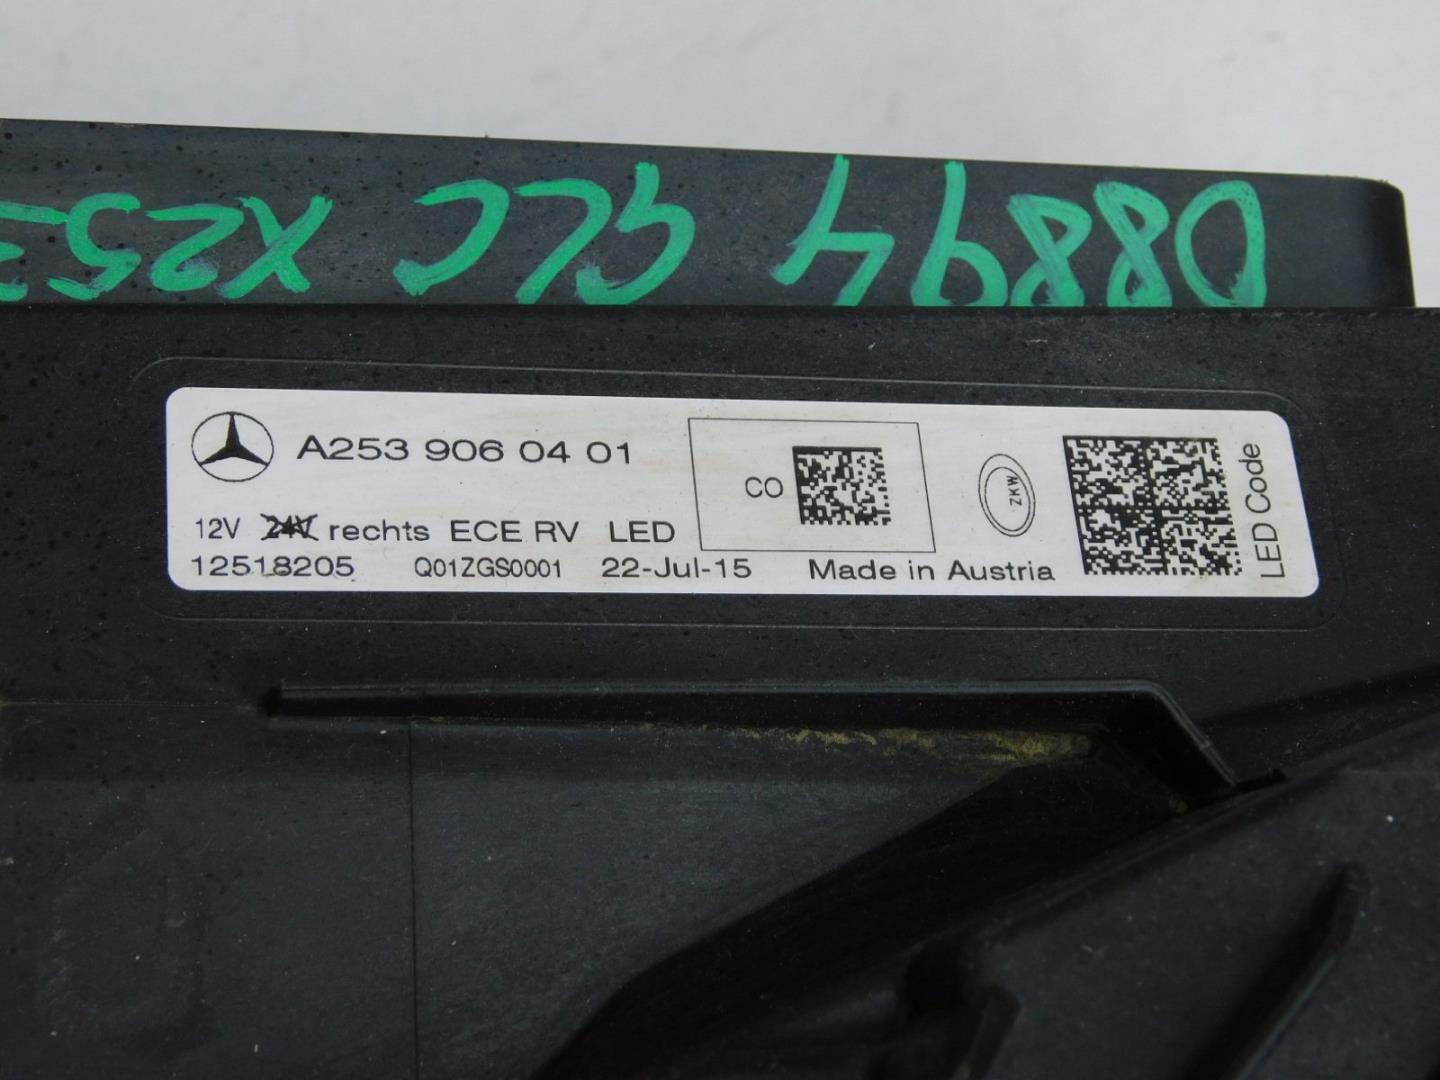 D8894 GLC X253
A253 906 04 01
CO
ZKW
LED Code
12V 24V rechts ECE RV LED
12518205 Q01ZGS0001 22-Jul-15 Made in Austria